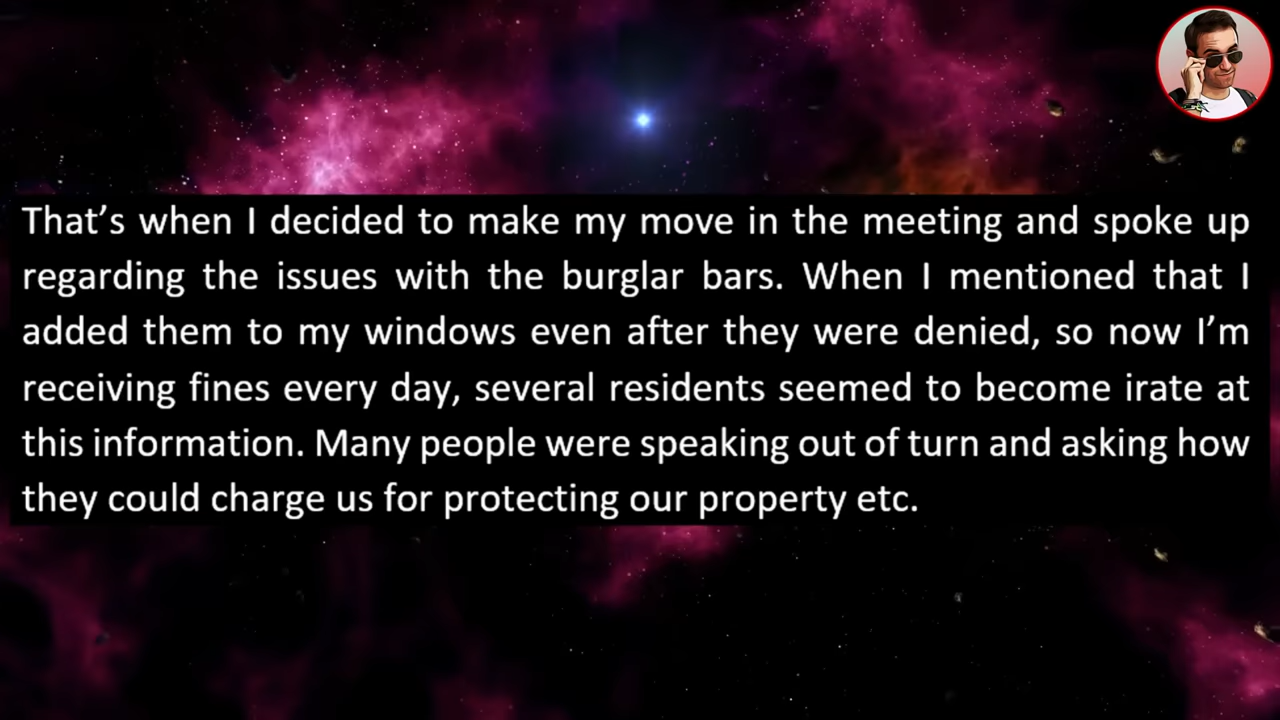 That’s when I decided to make my move in the meeting and spoke up
regarding the issues with the burglar bars. When I mentioned that I
added them to my windows even after they were denied, so now I’m
receiving fines every day, several residents seemed to become irate at
this information. Many people were speaking out of turn and asking how
they could charge us for protecting our property etc.